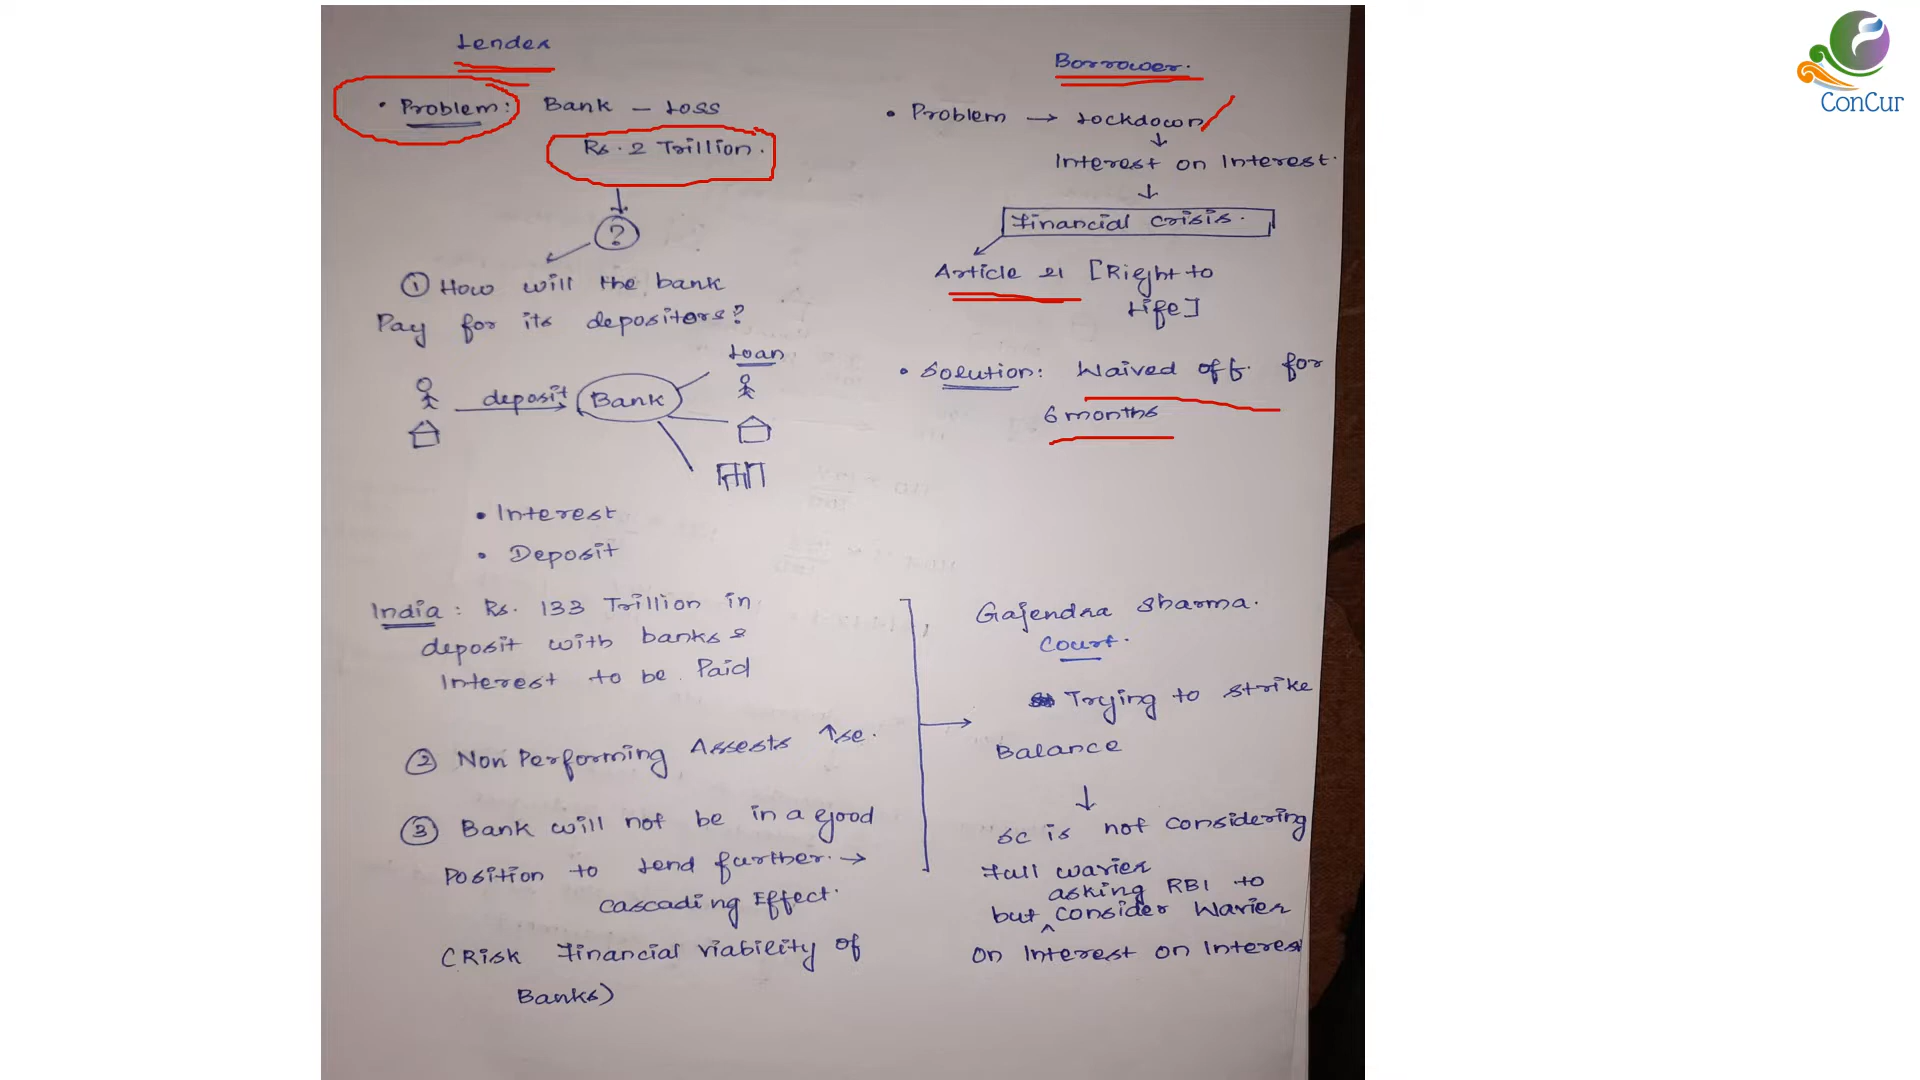 Lender
• Problem: Bank - Loss
Rs. 2 Trillion.
?
① How will the bank
Pay for its depositors?
Loan
deposit
Bank
• Interest
• Deposit
India: Rs. 133 Trillion in
deposit with banks &
Interest to be Paid
② Non Performing Assests ↑se.
③ Bank will not be in a good
Position to lend further. →
cascading Effect.
(Risk Financial viability of
Banks)
Borrower.
• Problem → Lockdown
↓
Interest on Interest.
↓
Financial crisis.
Article 21 [Right to
Life]
• Solution: Waived off. for
6 months
Gajendra Sharma.
Court.
Trying to strike
Balance
↓
SC is not considering
Full warier
asking RBI to
but ^ consider Warier
on Interest on Interest
ConCur